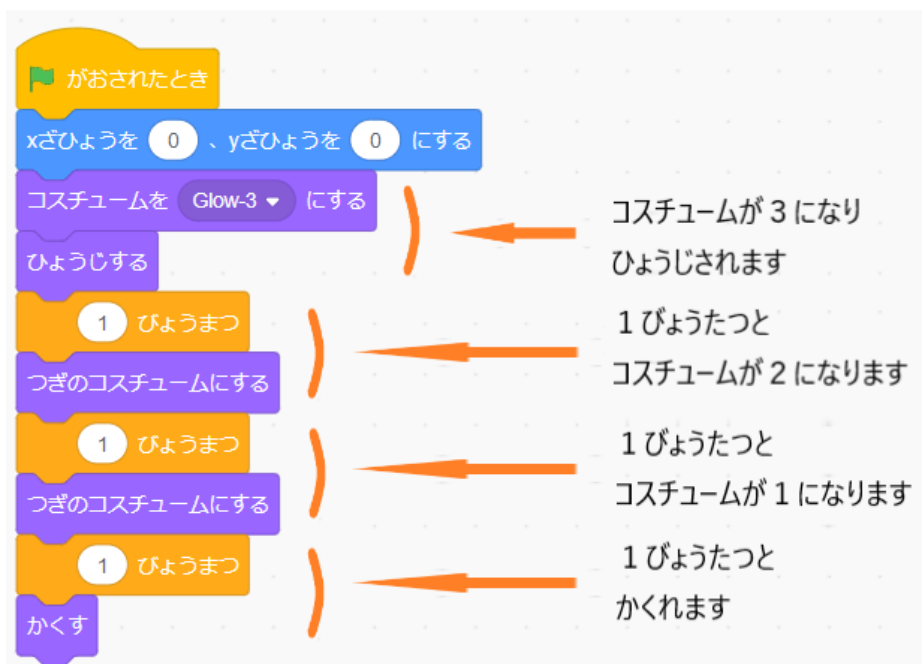 がおされたとき
xざひょうを 0 、yざひょうを 0 にする
コスチュームを Glow-3 にする
ひょうじする
コスチュームが 3 になり
ひょうじされます
1 びょうまつ
つぎのコスチュームにする
1 びょうたつと
コスチュームが 2 になります
1 びょうまつ
つぎのコスチュームにする
1 びょうたつと
コスチュームが 1 になります
1 びょうまつ
かくす
1 びょうたつと
かくれます